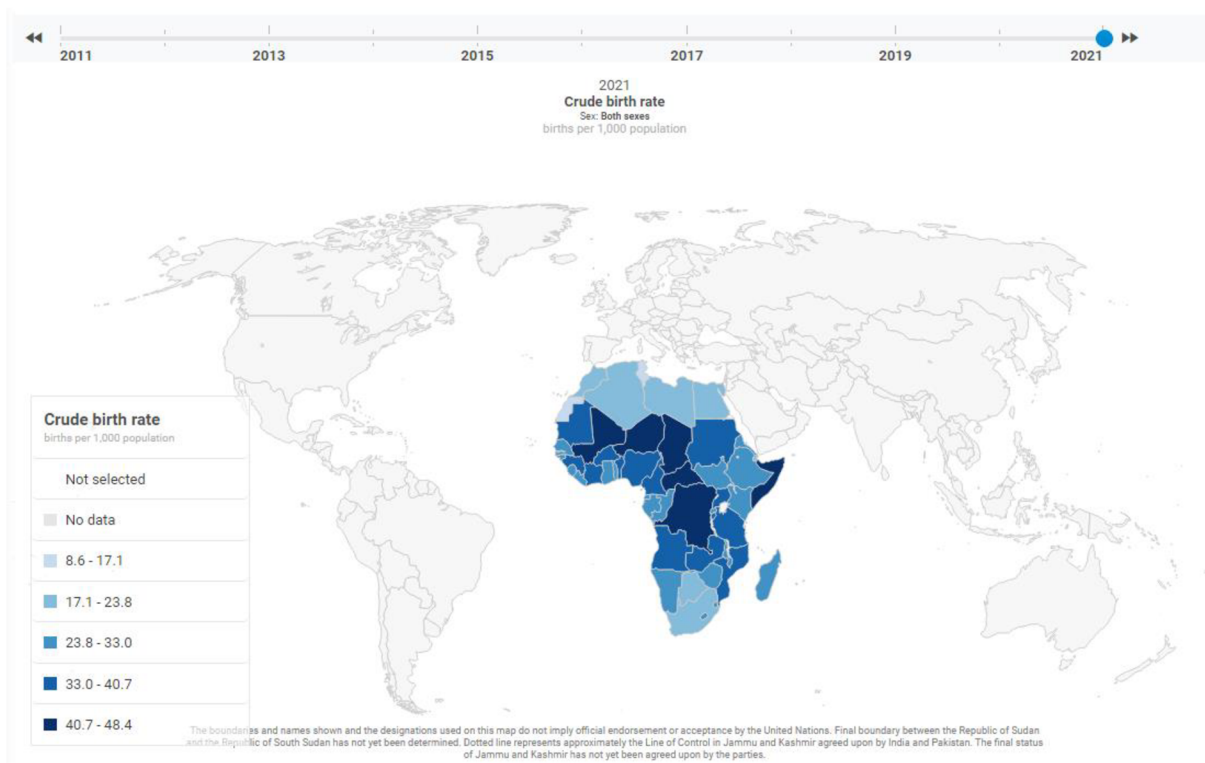 2011 2013 2015 2017 2019 2021
2021
Crude birth rate
Sex: Both sexes
births per 1,000 population
Crude birth rate
births per 1,000 population
Not selected
No data
8.6 - 17.1
17.1 - 23.8
23.8 - 33.0
33.0 - 40.7
40.7 - 48.4
The boundaries and names shown and the designations used on this map do not imply official endorsement or acceptance by the United Nations. Final boundary between the Republic of Sudan
and the Republic of South Sudan has not yet been determined. Dotted line represents approximately the Line of Control in Jammu and Kashmir agreed upon by India and Pakistan. The final status
of Jammu and Kashmir has not yet been agreed upon by the parties.